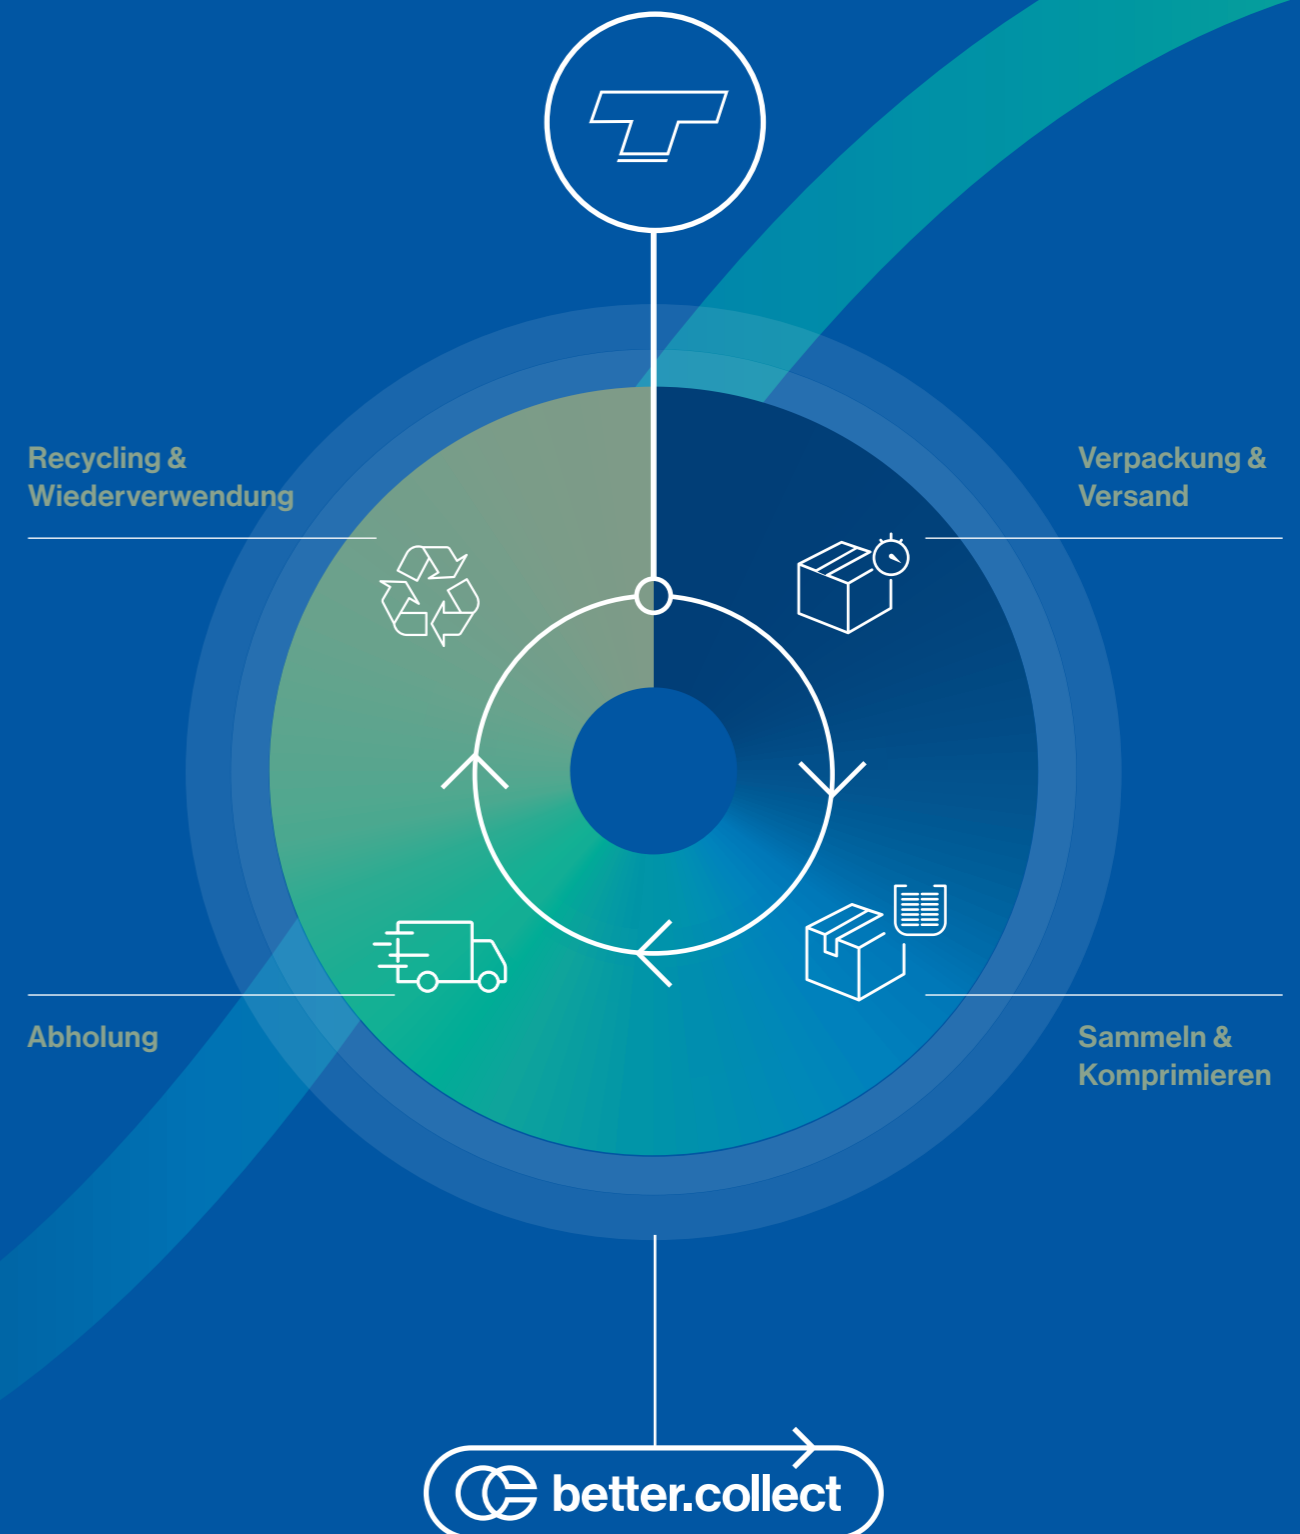 Recycling &
Wiederverwendung
Verpackung &
Versand
Abholung
Sammeln &
Komprimieren
better.collect